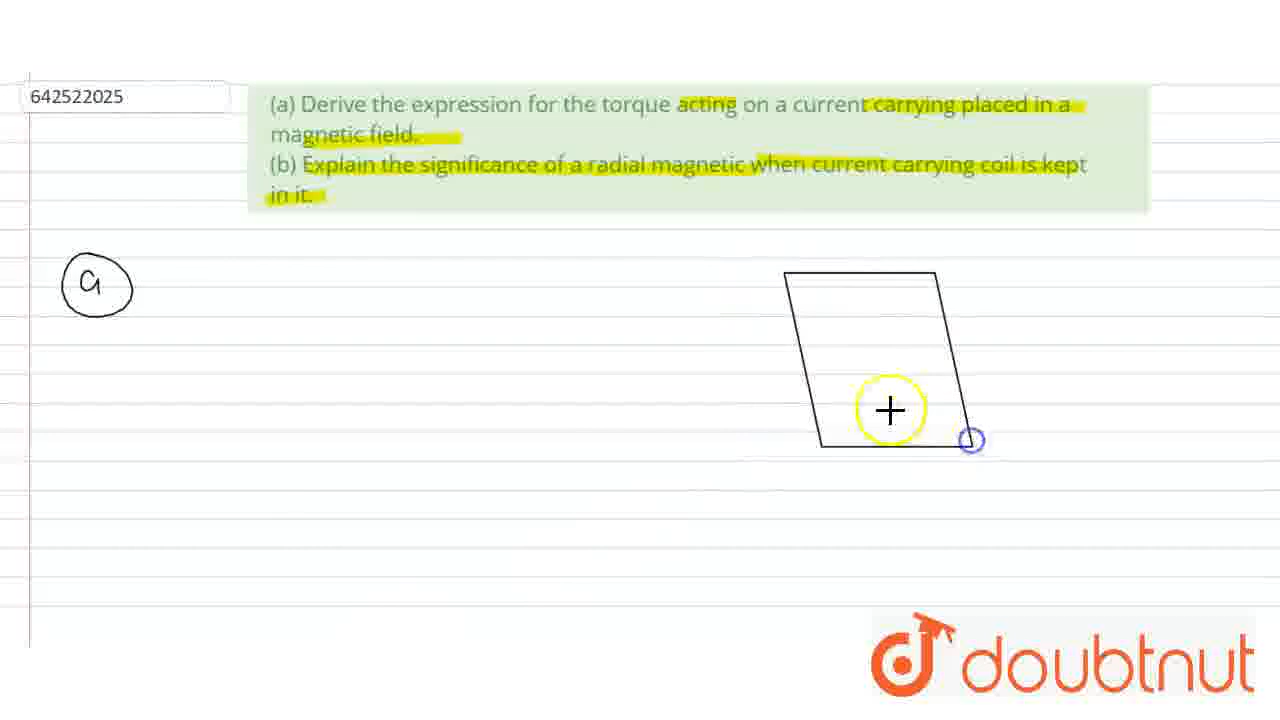 642522025
(a) Derive the expression for the torque acting on a current carrying placed in a
magnetic field.
(b) Explain the significance of a radial magnetic when current carrying coil is kept
in it.
a
doubtnut